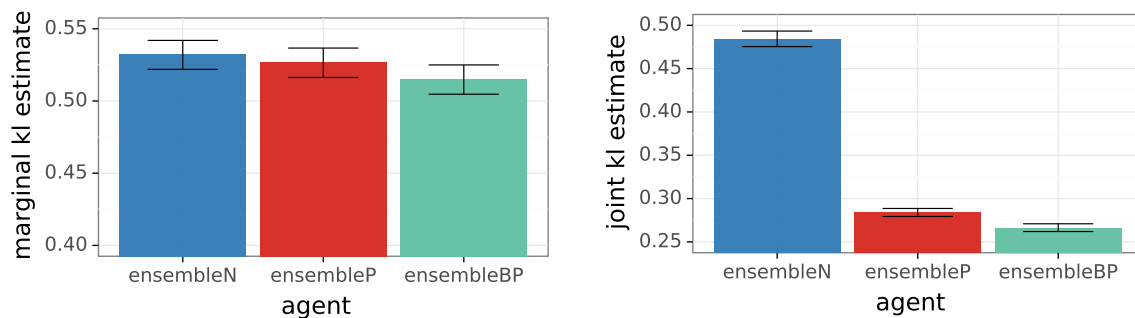 marginal kl estimate
0.55
0.50
0.45
0.40
ensembleN ensembleP ensembleBP
agent
joint kl estimate
0.50
0.45
0.40
0.35
0.30
0.25
ensembleN ensembleP ensembleBP
agent